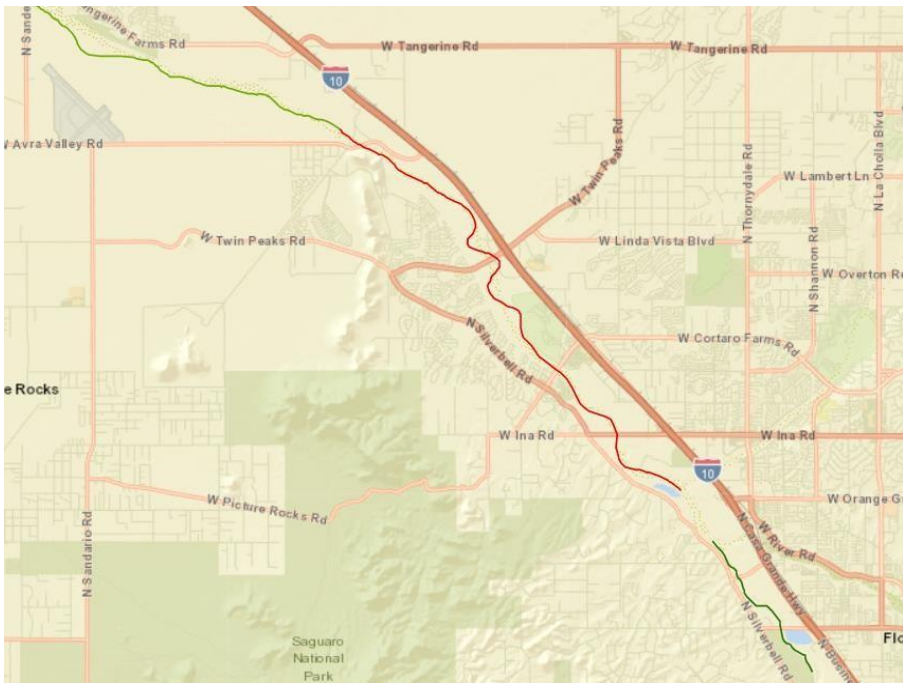 N Sande
Tangerine Farms Rd
W Tangerine Rd
W Tangerine Rd
10
W Avra Valley Rd
W Twin Peaks Rd
N Thornydale Rd
N La Cholla Blvd
W Lambert Ln
W Twin Peaks Rd
W Linda Vista Blvd
N Shannon Rd
W Overton Re
N Silverbell Rd
W Cortaro Farms Rd
e Rocks
W Ina Rd
W Ina Rd
10
W Picture Rocks Rd
W Orange Gr
N Sandario Rd
N Casa Grande Hwy
W River Rd
N Silverbell Rd
Saguaro
National
Park
Flo
N Busine